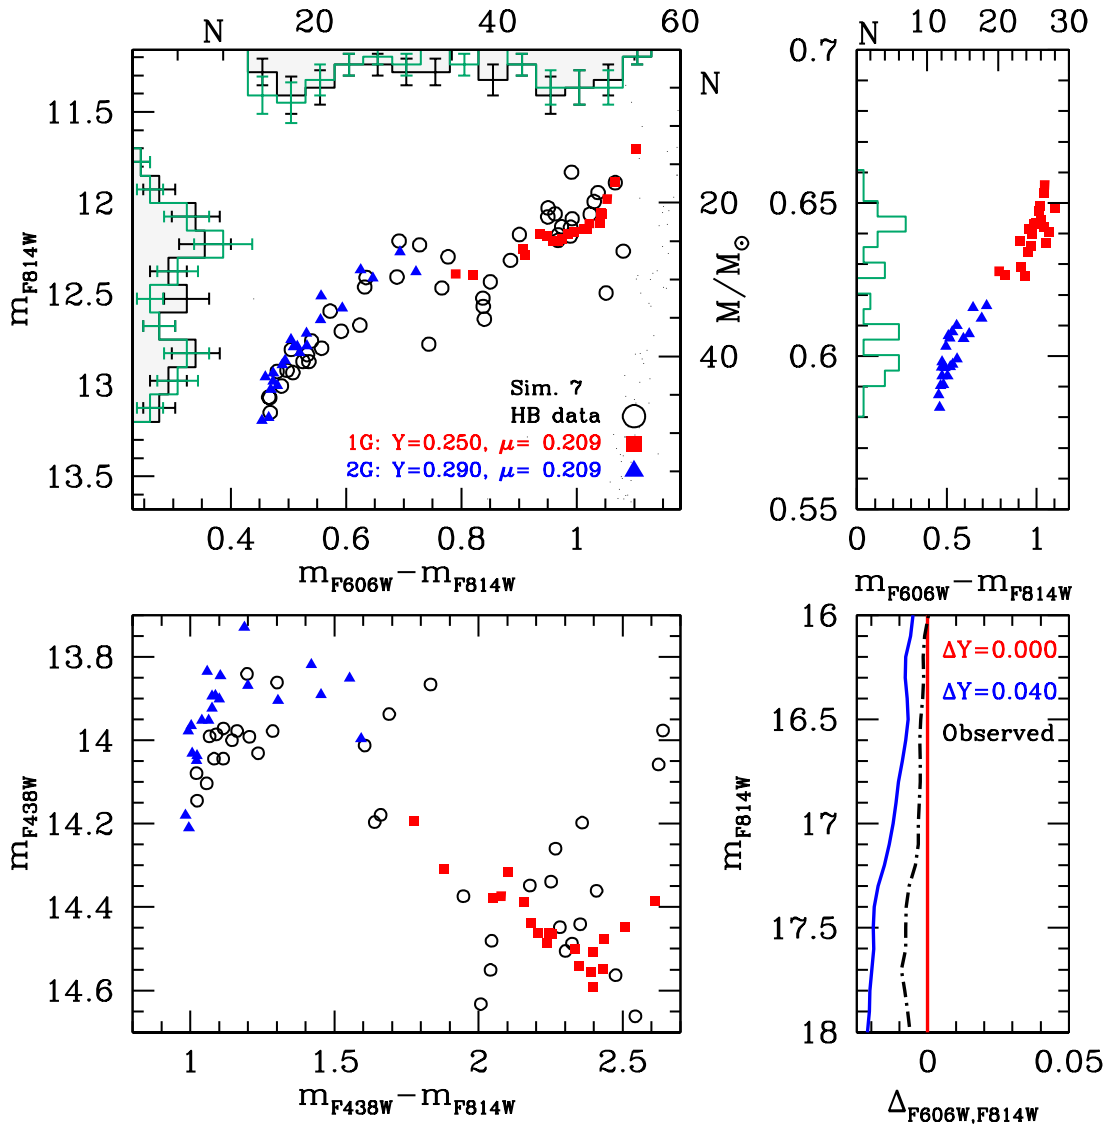 N 20 40 60
11.5
12
12.5
13
13.5
m_F814W
N
20
40
Sim. 7
HB data
1G: Y=0.250, μ= 0.209
2G: Y=0.290, μ= 0.209
0.4 0.6 0.8 1
m_F606W−m_F814W
N 10 20 30
0.7
0.65
0.6
0.55
M/M⊙
0 0.5 1
m_F606W−m_F814W
13.8
14
14.2
14.4
14.6
m_F438W
1 1.5 2 2.5
m_F438W−m_F814W
16
16.5
17
17.5
18
m_F814W
ΔY=0.000
ΔY=0.040
Observed
0 0.05
Δ_F606W,F814W